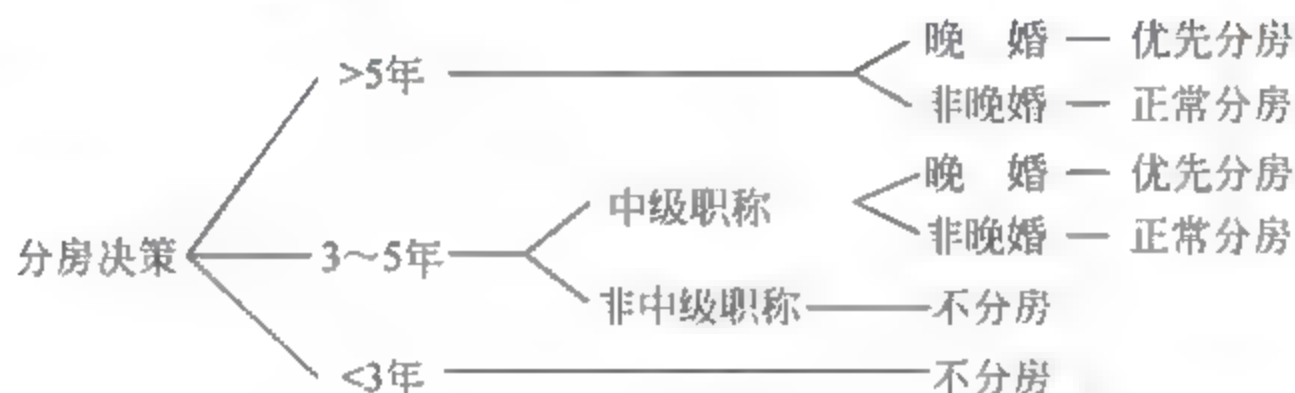 晚 婚 — 优先分房
>5年
非晚婚 — 正常分房
晚 婚 — 优先分房
中级职称
非晚婚 — 正常分房
分房决策
3～5年
非中级职称
不分房
<3年
不分房